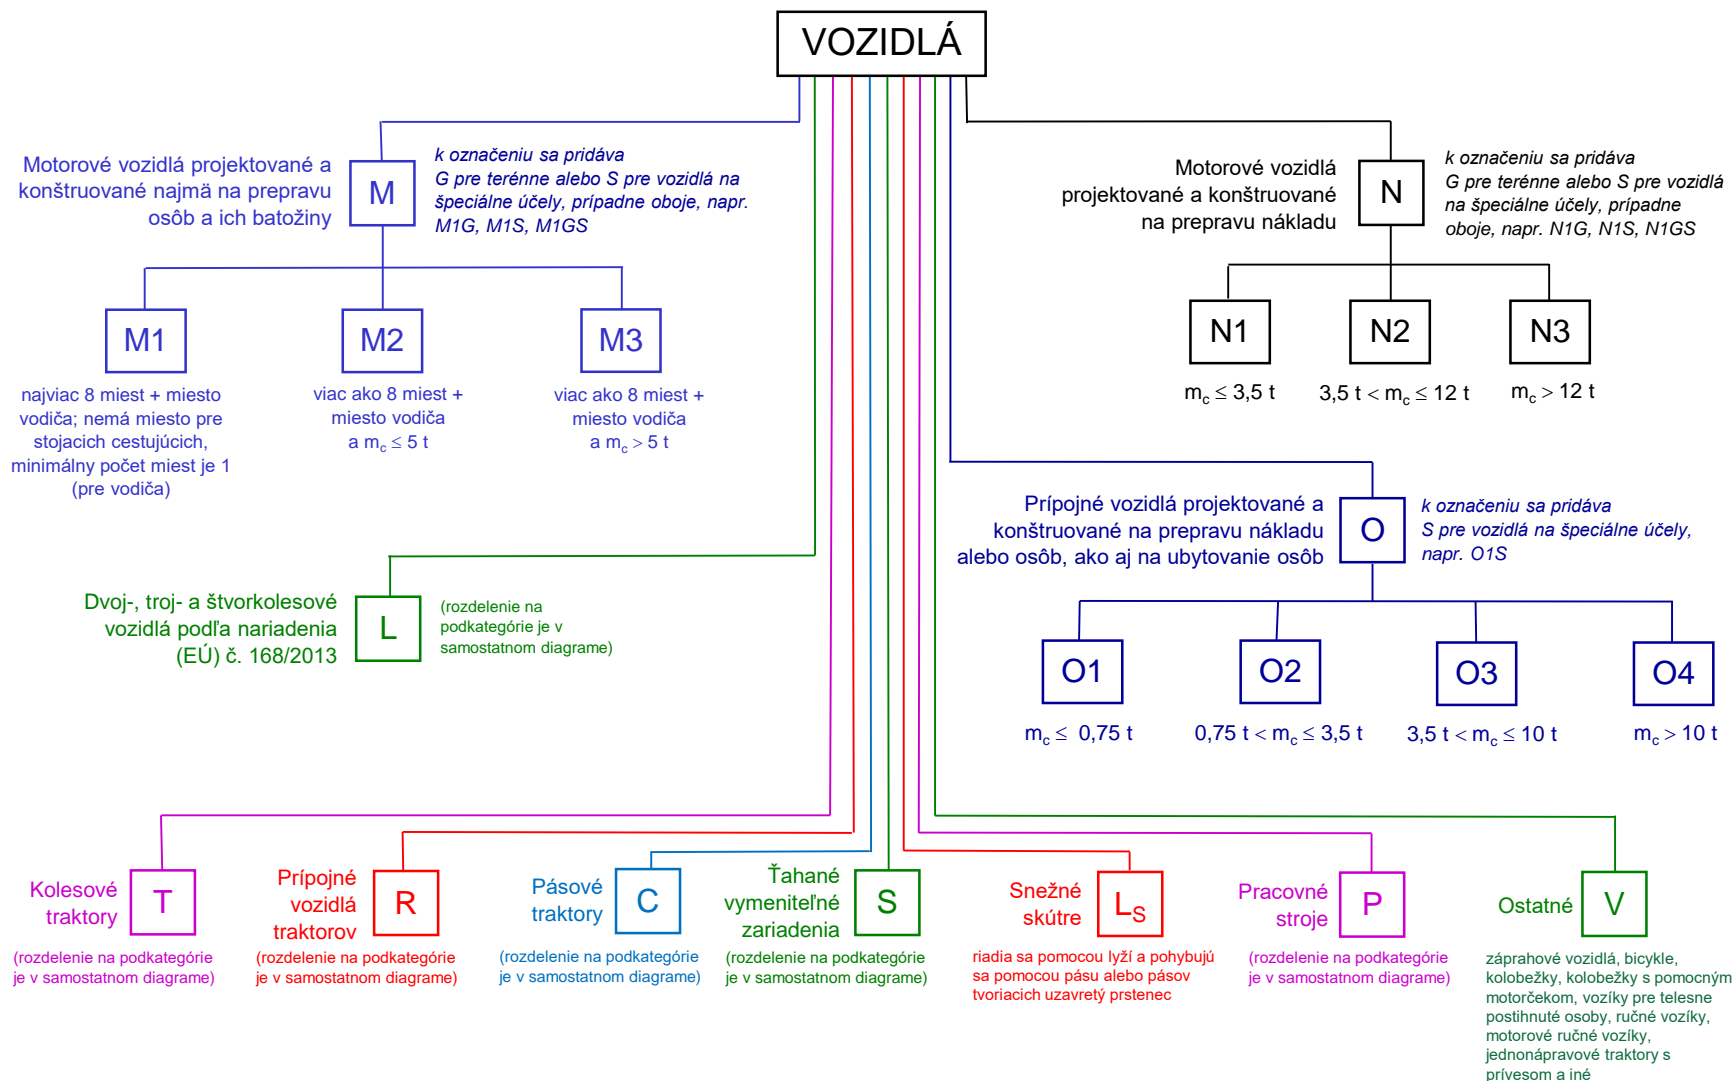 VOZIDLÁ
Motorové vozidlá projektované a
konštruované najmä na prepravu
osôb a ich batožiny
M
k označeniu sa pridáva
G pre terénne alebo S pre vozidlá na
špeciálne účely, prípadne oboje, napr.
M1G, M1S, M1GS
Motorové vozidlá
projektované a konštruované
na prepravu nákladu
N
k označeniu sa pridáva
G pre terénne alebo S pre vozidlá
na špeciálne účely, prípadne
oboje, napr. N1G, N1S, N1GS
M1
M2
M3
najviac 8 miest + miesto
vodiča; nemá miesto pre
stojacich cestujúcich,
minimálny počet miest je 1
(pre vodiča)
viac ako 8 miest +
miesto vodiča
a mc ≤ 5 t
viac ako 8 miest +
miesto vodiča
a mc > 5 t
N1
N2
N3
mc ≤ 3,5 t
3,5 t < mc ≤ 12 t
mc > 12 t
Prípojné vozidlá projektované a
konštruované na prepravu nákladu
alebo osôb, ako aj na ubytovanie osôb
O
k označeniu sa pridáva
S pre vozidlá na špeciálne účely,
napr. O1S
Dvoj-, troj- a štvorkolesové
vozidlá podľa nariadenia
(EÚ) č. 168/2013
L
(rozdelenie na
podkategórie je v
samostatnom diagrame)
O1
O2
O3
O4
mc ≤ 0,75 t
0,75 t < mc ≤ 3,5 t
3,5 t < mc ≤ 10 t
mc > 10 t
Kolesové
traktory
T
(rozdelenie na podkategórie
je v samostatnom diagrame)
Prípojné
vozidlá
traktorov
R
(rozdelenie na podkategórie
je v samostatnom diagrame)
Pásové
traktory
C
(rozdelenie na podkategórie
je v samostatnom diagrame)
Ťahané
vymeniteľné
zariadenia
S
(rozdelenie na podkategórie
je v samostatnom diagrame)
Snežné
skútre
LS
riadia sa pomocou lyží a pohybujú
sa pomocou pásu alebo pásov
tvoriacich uzavretý prstenec
Pracovné
stroje
P
(rozdelenie na podkategórie
je v samostatnom diagrame)
Ostatné
V
záprahové vozidlá, bicykle,
kolobežky, kolobežky s pomocným
motorčekom, vozíky pre telesne
postihnuté osoby, ručné vozíky,
motorové ručné vozíky,
jednonápravové traktory s
prívesom a iné